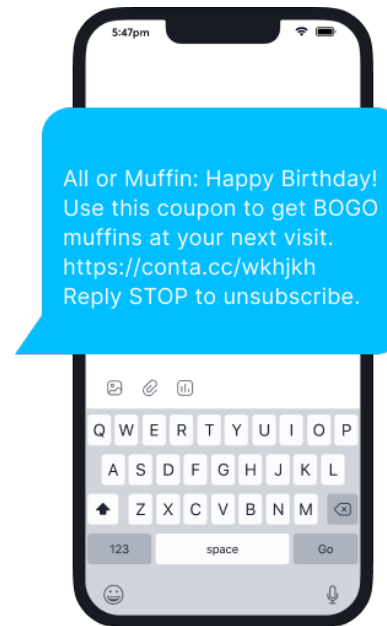 5:47pm
All or Muffin: Happy Birthday!
Use this coupon to get BOGO
muffins at your next visit.
https://conta.cc/wkhjkh
Reply STOP to unsubscribe.
Q W E R T Y U I O P
A S D F G H J K L
Z X C V B N M
123 space Go